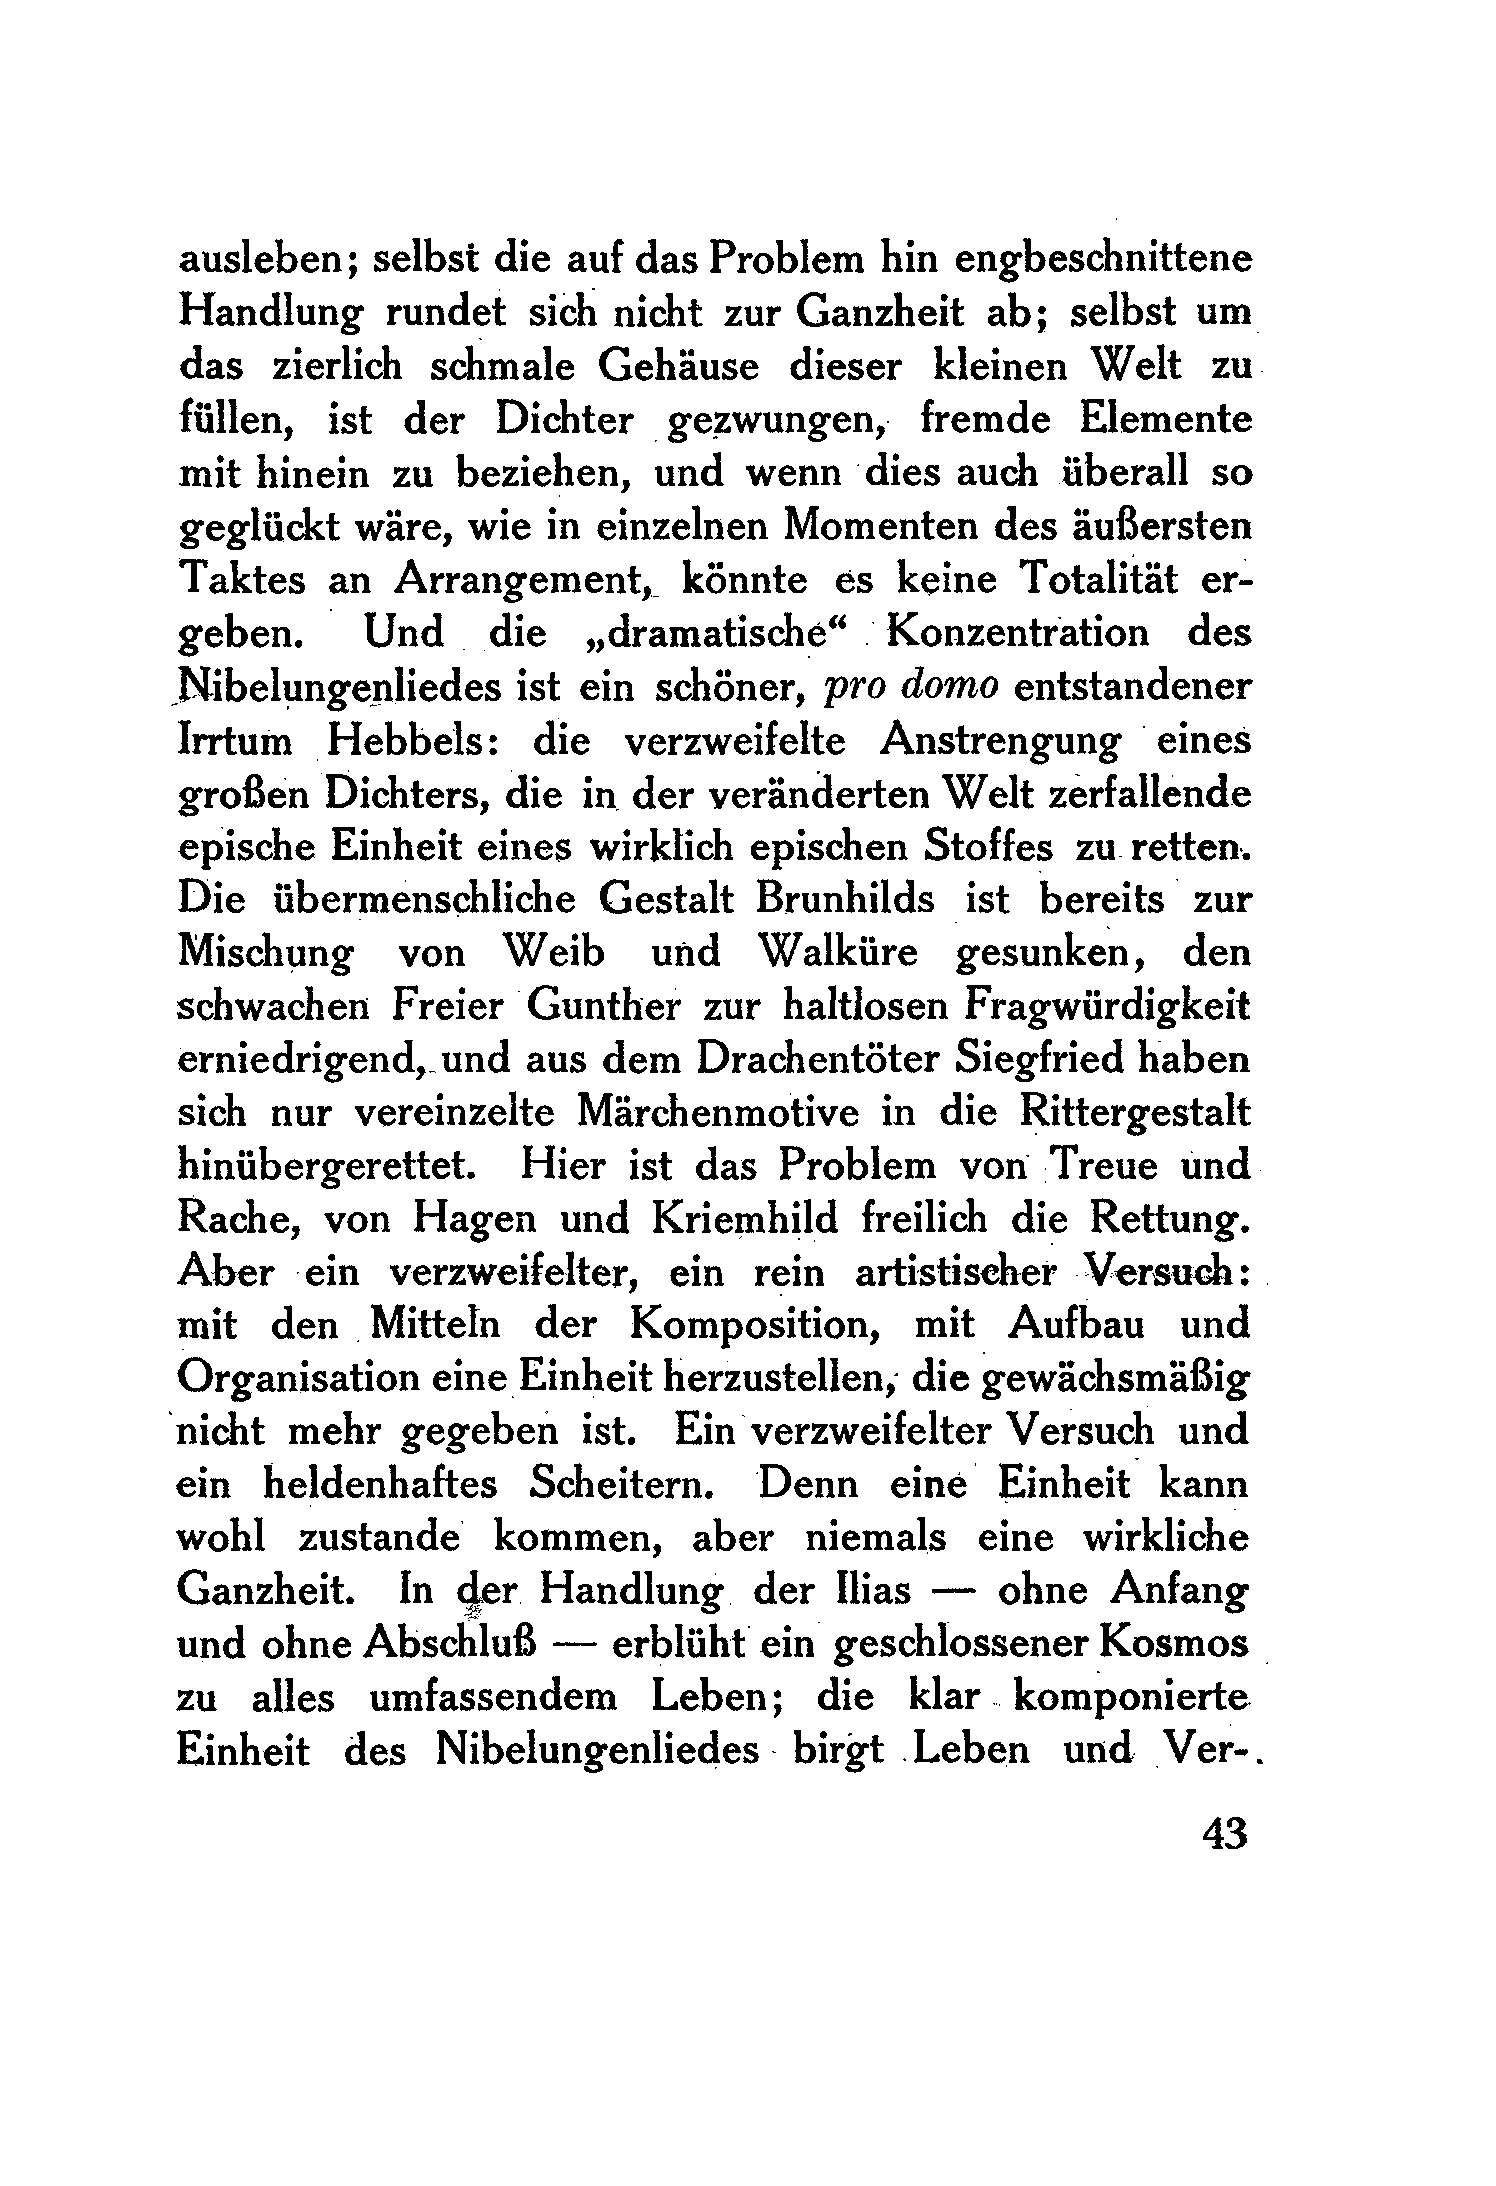 ausleben; selbst die auf das Problem hin engbeschnittene
Handlung rundet sich nicht zur Ganzheit ab; selbst um
das zierlich schmale Gehäuse dieser kleinen Welt zu
füllen, ist der Dichter gezwungen, fremde Elemente
mit hinein zu beziehen, und wenn dies auch überall so
geglückt wäre, wie in einzelnen Momenten des äußersten
Taktes an Arrangement, könnte es keine Totalität er-
geben. Und die „dramatische“ Konzentration des
Nibelungenliedes ist ein schöner, pro domo entstandener
Irrtum Hebbels: die verzweifelte Anstrengung eines
großen Dichters, die in der veränderten Welt zerfallende
epische Einheit eines wirklich epischen Stoffes zu retten.
Die übermenschliche Gestalt Brunhilds ist bereits zur
Mischung von Weib und Walküre gesunken, den
schwachen Freier Gunther zur haltlosen Fragwürdigkeit
erniedrigend, und aus dem Drachentöter Siegfried haben
sich nur vereinzelte Märchenmotive in die Rittergestalt
hinübergerettet. Hier ist das Problem von Treue und
Rache, von Hagen und Kriemhild freilich die Rettung.
Aber ein verzweifelter, ein rein artistischer Versuch:
mit den Mitteln der Komposition, mit Aufbau und
Organisation eine Einheit herzustellen, die gewächsmäßig
nicht mehr gegeben ist. Ein verzweifelter Versuch und
ein heldenhaftes Scheitern. Denn eine Einheit kann
wohl zustande kommen, aber niemals eine wirkliche
Ganzheit. In der Handlung der Ilias — ohne Anfang
und ohne Abschluß — erblüht ein geschlossener Kosmos
zu alles umfassendem Leben; die klar komponierte
Einheit des Nibelungenliedes birgt Leben und Ver-
43